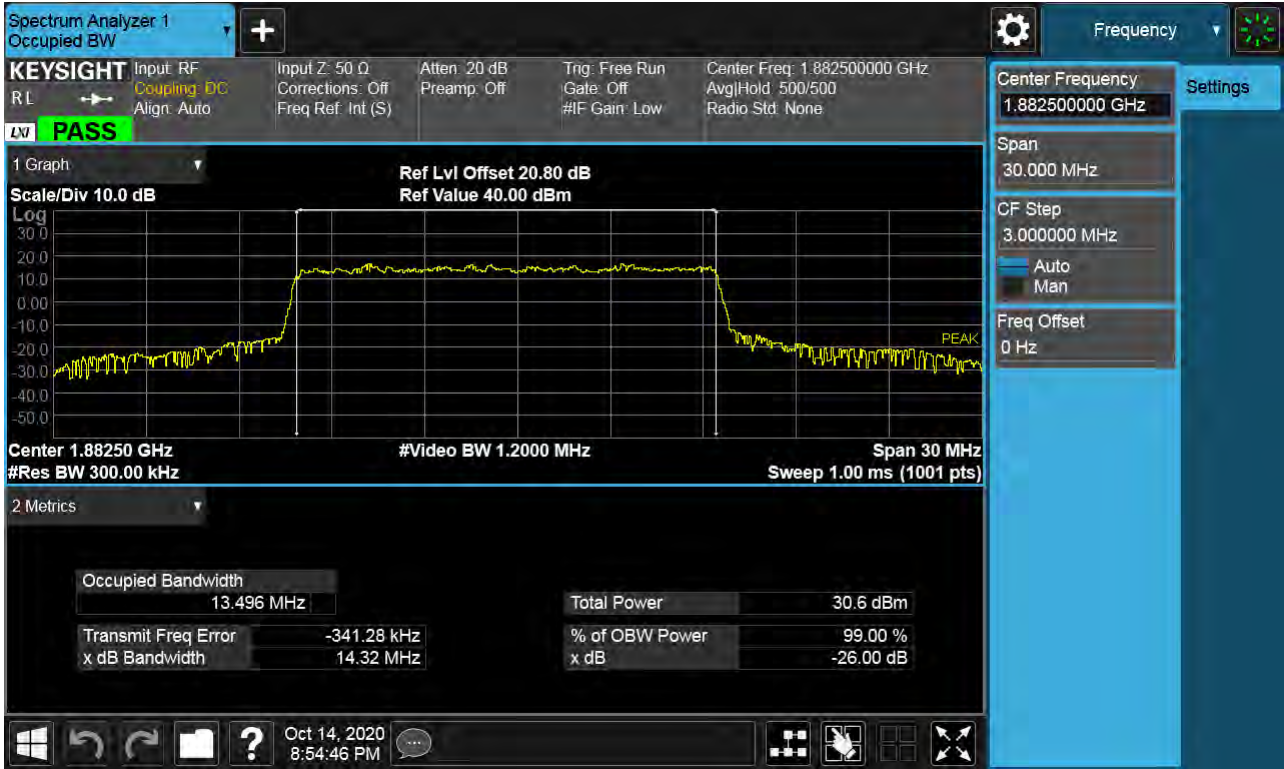 Spectrum Analyzer 1
Occupied BW
+
Frequency
KEYSIGHT
RL
LXI
PASS
Input: RF
Coupling: DC
Align: Auto
Input Z: 50 Ω
Corrections: Off
Freq Ref: Int (S)
Atten: 20 dB
Preamp: Off
Trig: Free Run
Gate: Off
#IF Gain: Low
Center Freq: 1.882500000 GHz
Avg|Hold: 500/500
Radio Std: None
1 Graph
Scale/Div 10.0 dB
Ref Lvl Offset 20.80 dB
Ref Value 40.00 dBm
Log
30.0
20.0
10.0
0.00
-10.0
-20.0
-30.0
-40.0
-50.0
PEAK
Center 1.88250 GHz
#Video BW 1.2000 MHz
Span 30 MHz
#Res BW 300.00 kHz
Sweep 1.00 ms (1001 pts)
2 Metrics
Occupied Bandwidth
13.496 MHz
Transmit Freq Error -341.28 kHz
x dB Bandwidth 14.32 MHz
Total Power 30.6 dBm
% of OBW Power 99.00 %
x dB -26.00 dB
Center Frequency
1.882500000 GHz
Settings
Span
30.000 MHz
CF Step
3.000000 MHz
Auto
Man
Freq Offset
0 Hz
?
Oct 14, 2020
8:54:46 PM